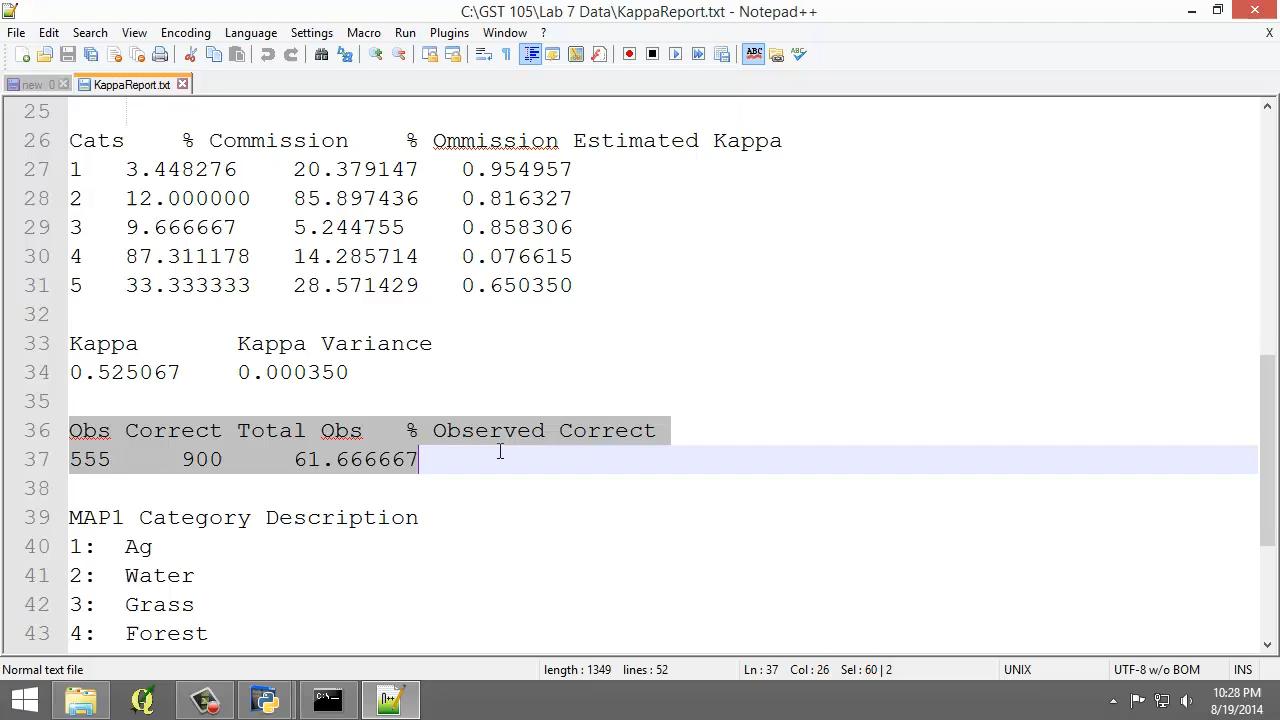 C:\GST 105\Lab 7 Data\KappaReport.txt - Notepad++
File Edit Search View Encoding Language Settings Macro Run Plugins Window ? X
new 0 KappaReport.txt
25
26 Cats % Commission % Ommission Estimated Kappa
27 1 3.448276 20.379147 0.954957
28 2 12.000000 85.897436 0.816327
29 3 9.666667 5.244755 0.858306
30 4 87.311178 14.285714 0.076615
31 5 33.333333 28.571429 0.650350
32
33 Kappa Kappa Variance
34 0.525067 0.000350
35
36 Obs Correct Total Obs % Observed Correct
37 555 900 61.666667
38
39 MAP1 Category Description
40 1: Ag
41 2: Water
42 3: Grass
43 4: Forest
Normal text file length : 1349 lines : 52 Ln : 37 Col : 26 Sel : 60 | 2 UNIX UTF-8 w/o BOM INS
10:28 PM
8/19/2014